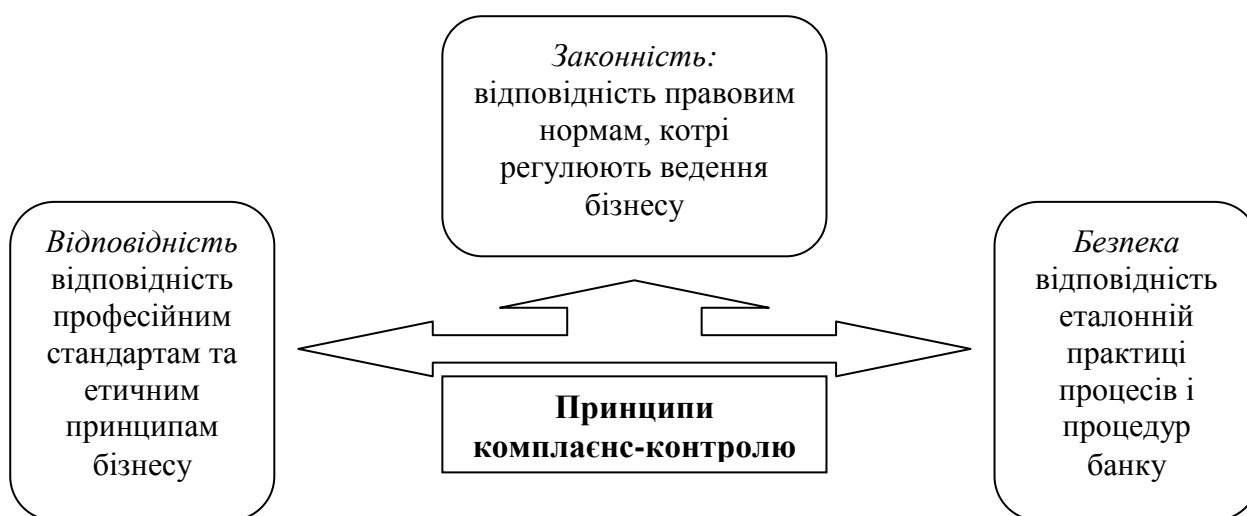 Законність:
відповідність правовим
нормам, котрі
регулюють ведення
бізнесу
Відповідність
відповідність
професійним
стандартам та
етичним
принципам
бізнесу
Безпека
відповідність
еталонній
практиці
процесів і
процедур
банку
Принципи
комплаєнс-контролю